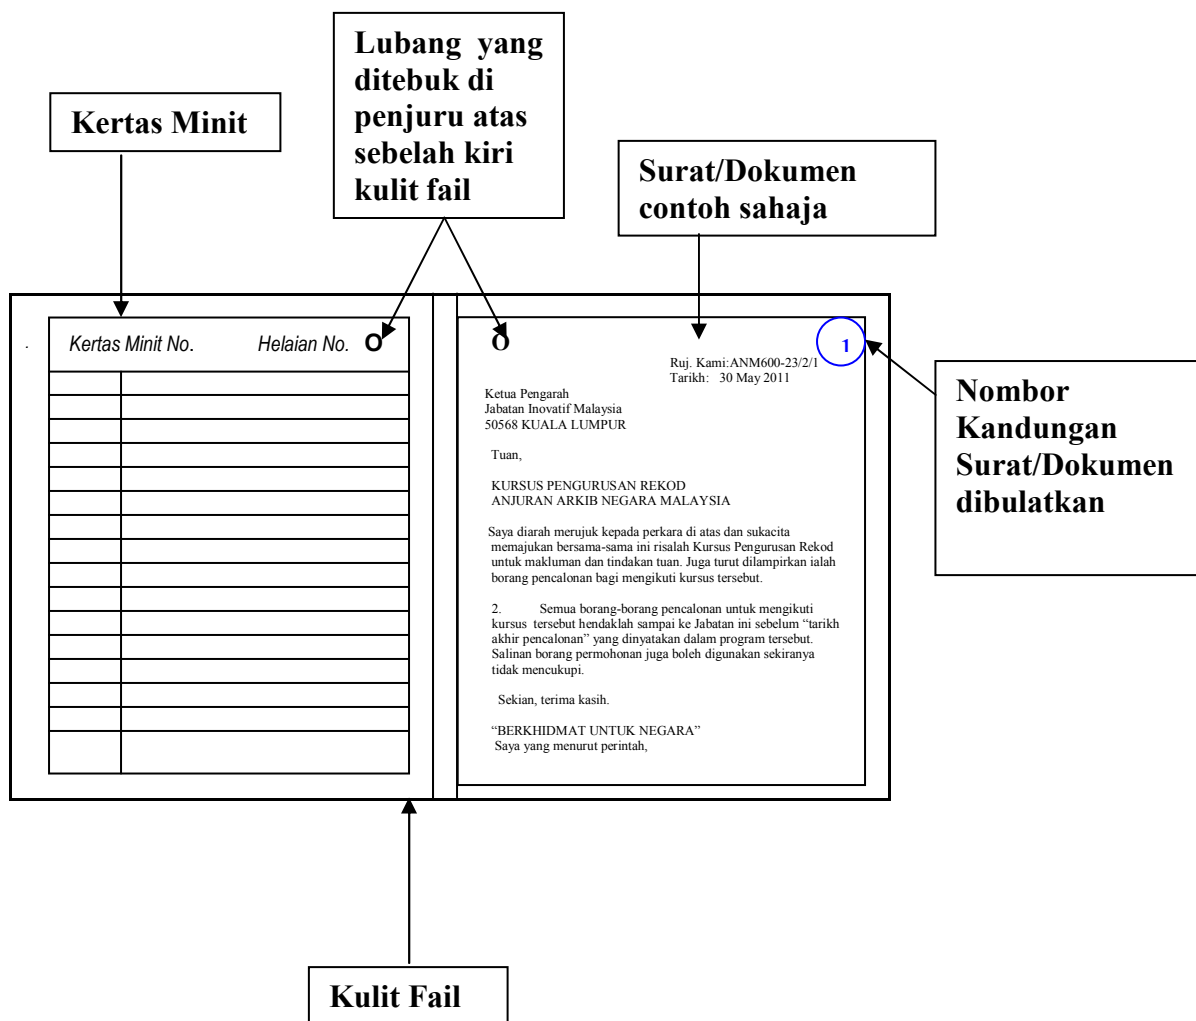 Lubang yang
ditebuk di
penjuru atas
sebelah kiri
kulit fail
Kertas Minit
Surat/Dokumen
contoh sahaja
Kertas Minit No.
Helaian No.
O
O
1
Ruj. Kami:ANM600-23/2/1
Tarikh: 30 May 2011
Ketua Pengarah
Jabatan Inovatif Malaysia
50568 KUALA LUMPUR
Tuan,
KURSUS PENGURUSAN REKOD
ANJURAN ARKIB NEGARA MALAYSIA
Saya diarah merujuk kepada perkara di atas dan sukacita
memajukan bersama-sama ini risalah Kursus Pengurusan Rekod
untuk makluman dan tindakan tuan. Juga turut dilampirkan ialah
borang pencalonan bagi mengikuti kursus tersebut.
2. Semua borang-borang pencalonan untuk mengikuti
kursus tersebut hendaklah sampai ke Jabatan ini sebelum “tarikh
akhir pencalonan” yang dinyatakan dalam program tersebut.
Salinan borang permohonan juga boleh digunakan sekiranya
tidak mencukupi.
Sekian, terima kasih.
“BERKHIDMAT UNTUK NEGARA”
Saya yang menurut perintah,
Nombor
Kandungan
Surat/Dokumen
dibulatkan
Kulit Fail